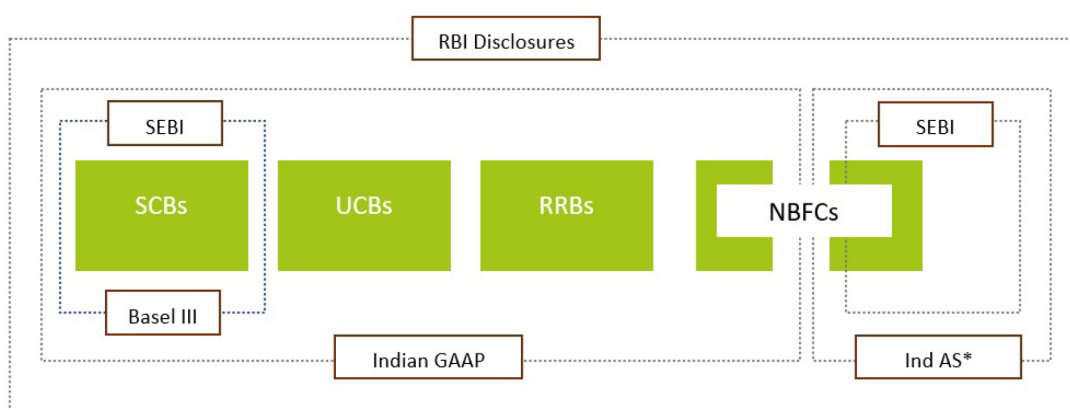 RBI Disclosures
SEBI
SEBI
SCBs
UCBs
RRBs
NBFCs
Basel III
Indian GAAP
Ind AS*